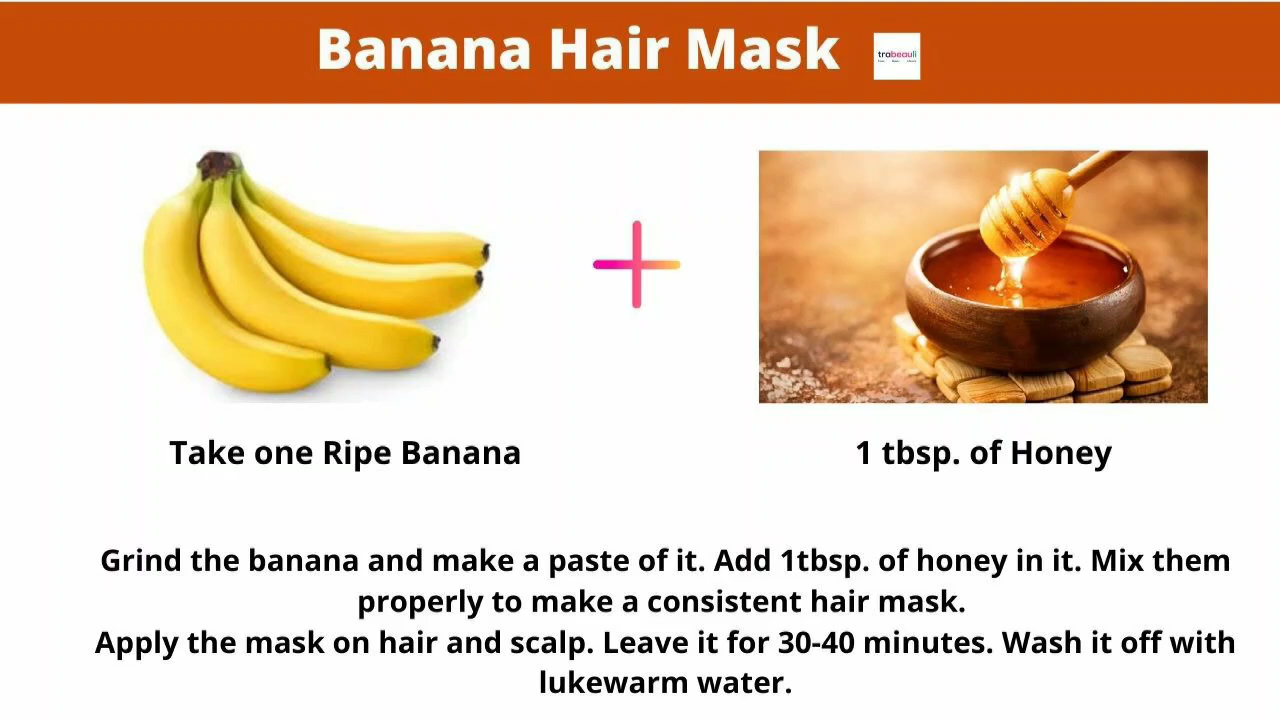 Banana Hair Mask
trabeauli
Take one Ripe Banana
1 tbsp. of Honey
Grind the banana and make a paste of it. Add 1tbsp. of honey in it. Mix them
properly to make a consistent hair mask.
Apply the mask on hair and scalp. Leave it for 30-40 minutes. Wash it off with
lukewarm water.